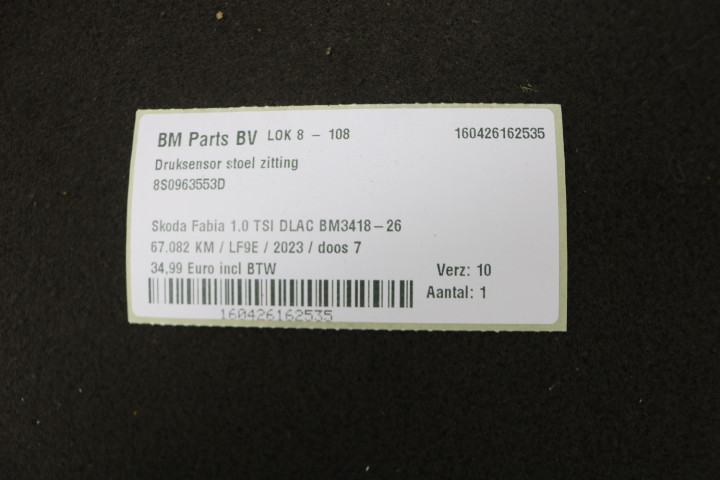 BM Parts BV LOK 8 - 108 160426162535
Druksensor stoel zitting
8S0963553D
Skoda Fabia 1.0 TSI DLAC BM3418-26
67.082 KM / LF9E / 2023 / doos 7
34,99 Euro incl BTW Verz: 10
Aantal: 1
160426162535